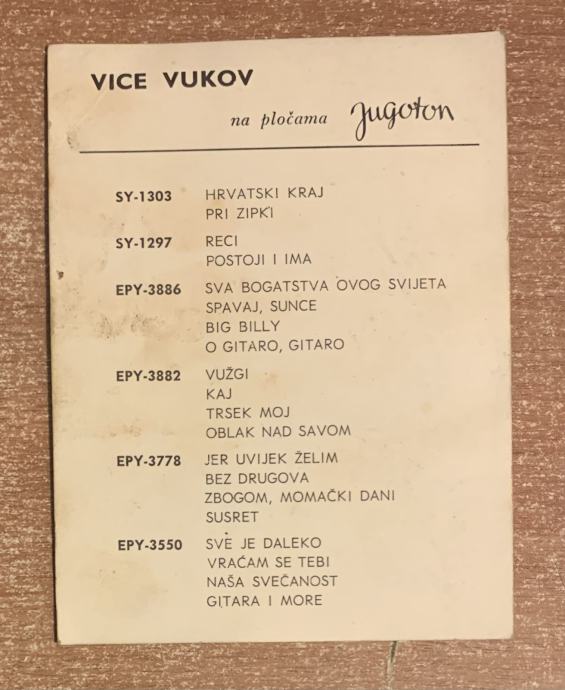 VICE VUKOV
na pločama Jugoton
SY-1303 HRVATSKI KRAJ
PRI ZIPKI
SY-1297 RECI
POSTOJI I IMA
EPY-3886 SVA BOGATSTVA OVOG SVIJETA
SPAVAJ, SUNCE
BIG BILLY
O GITARO, GITARO
EPY-3882 VUŽGI
KAJ
TRSEK MOJ
OBLAK NAD SAVOM
EPY-3778 JER UVIJEK ŽELIM
BEZ DRUGOVA
ZBOGOM, MOMAČKI DANI
SUSRET
EPY-3550 SVE JE DALEKO
VRAĆAM SE TEBI
NAŠA SVEČANOST
GITARA I MORE